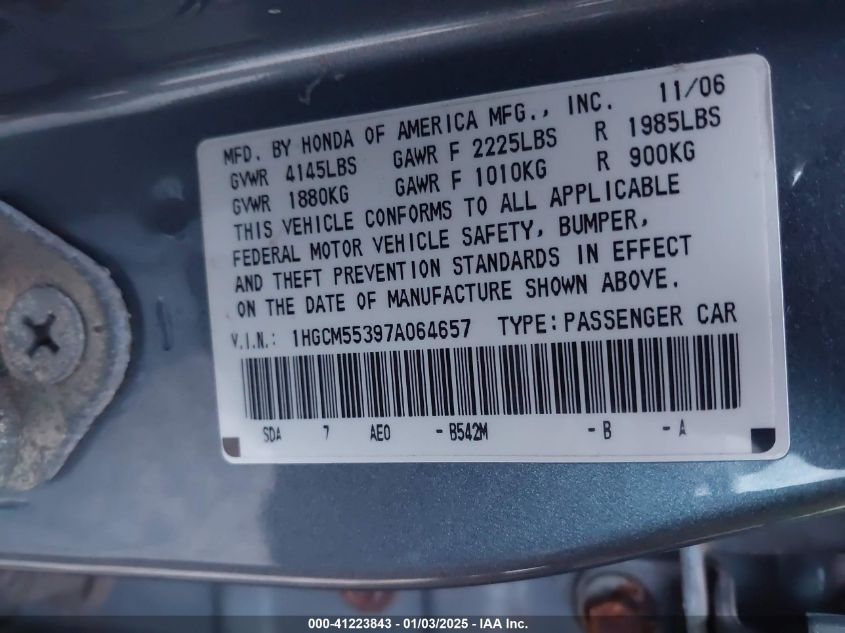 MFD. BY HONDA OF AMERICA MFG., INC. 11/06
GVWR 4145LBS GAWR F 2225LBS R 1985LBS
GVWR 1880KG GAWR F 1010KG R 900KG
THIS VEHICLE CONFORMS TO ALL APPLICABLE
FEDERAL MOTOR VEHICLE SAFETY, BUMPER,
AND THEFT PREVENTION STANDARDS IN EFFECT
ON THE DATE OF MANUFACTURE SHOWN ABOVE.
V.I.N.: 1HGCM55397A064657 TYPE:PASSENGER CAR
SDA 7 AE0 -B542M -B -A
000-41223843 - 01/03/2025 - IAA Inc.